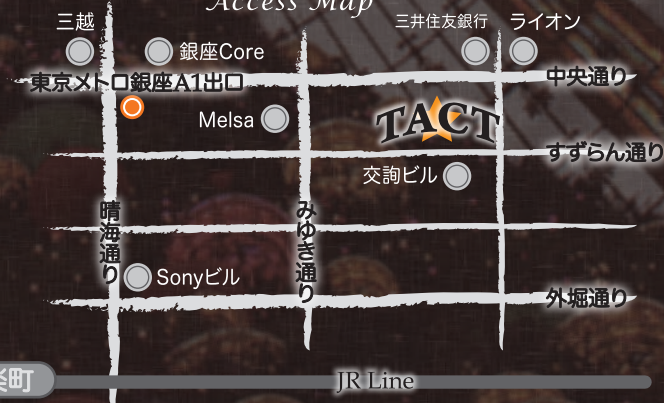 Access Map
三越
三井住友銀行
ライオン
銀座Core
中央通り
東京メトロ銀座A1出口
Melsa
TACT
すずらん通り
交詢ビル
晴海通り
みゆき通り
Sonyビル
外堀通り
町
JR Line